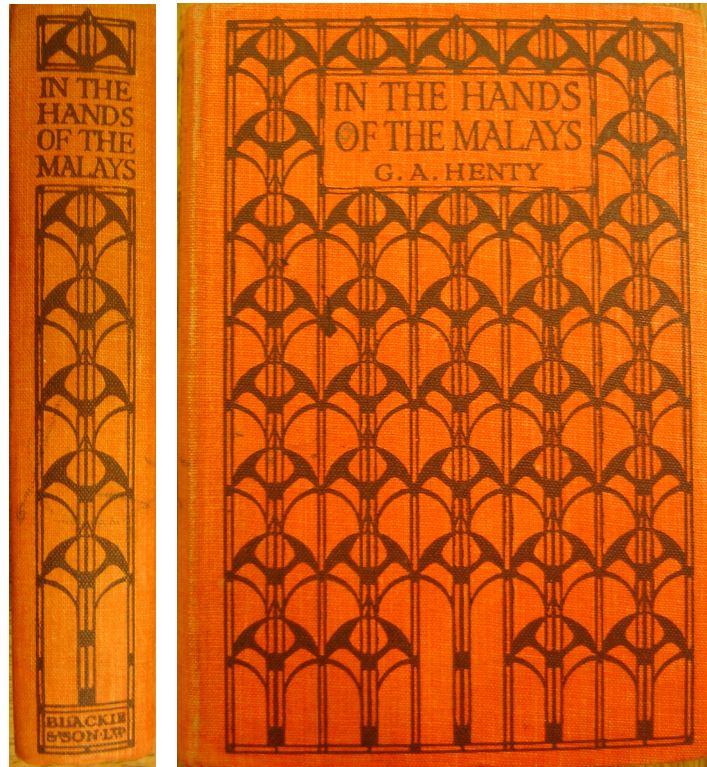 IN THE
HANDS
OF THE
MALAYS
BLACKIE
& SON·LTD
IN THE HANDS
OF THE MALAYS
G. A. HENTY